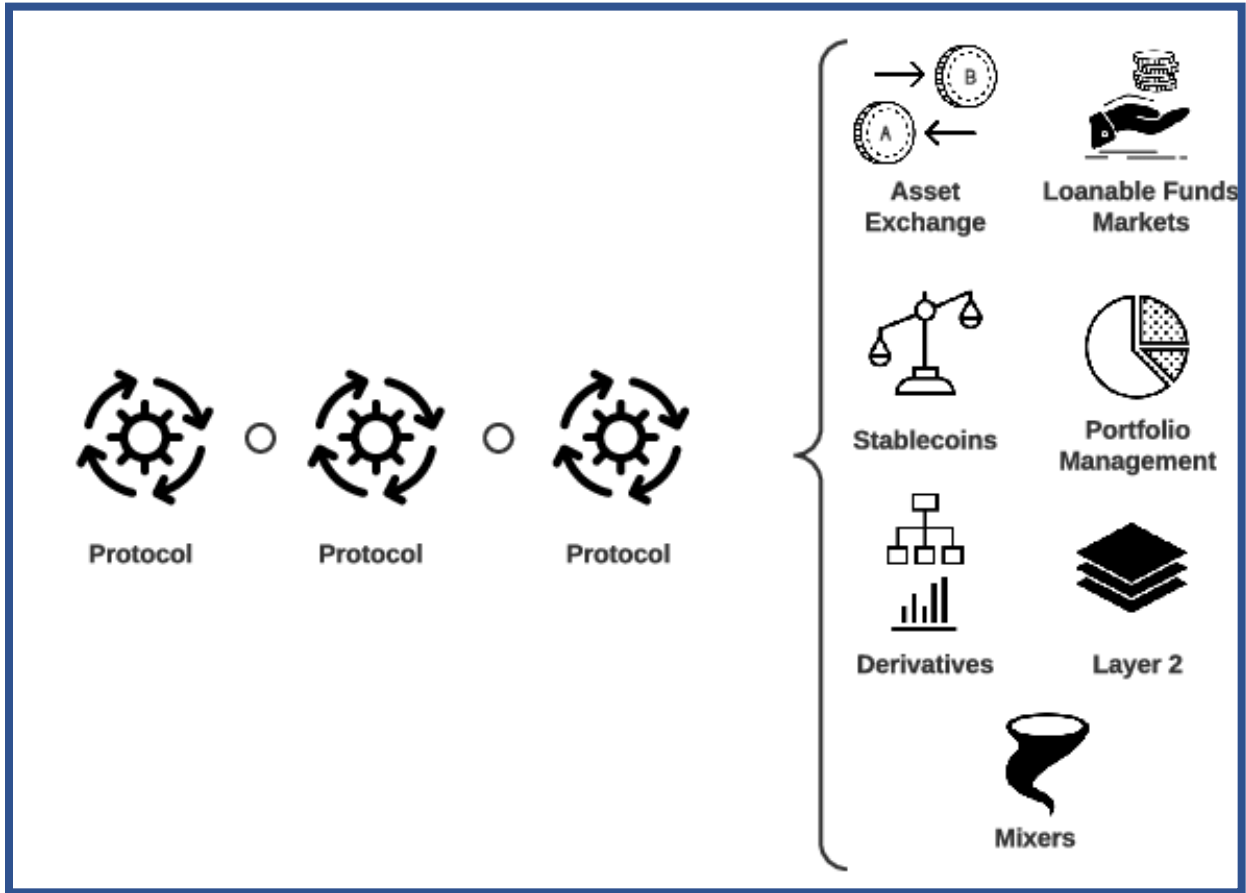 B
A
Asset
Exchange
Loanable Funds
Markets
Stablecoins
Portfolio
Management
Protocol
Protocol
Protocol
Derivatives
Layer 2
Mixers